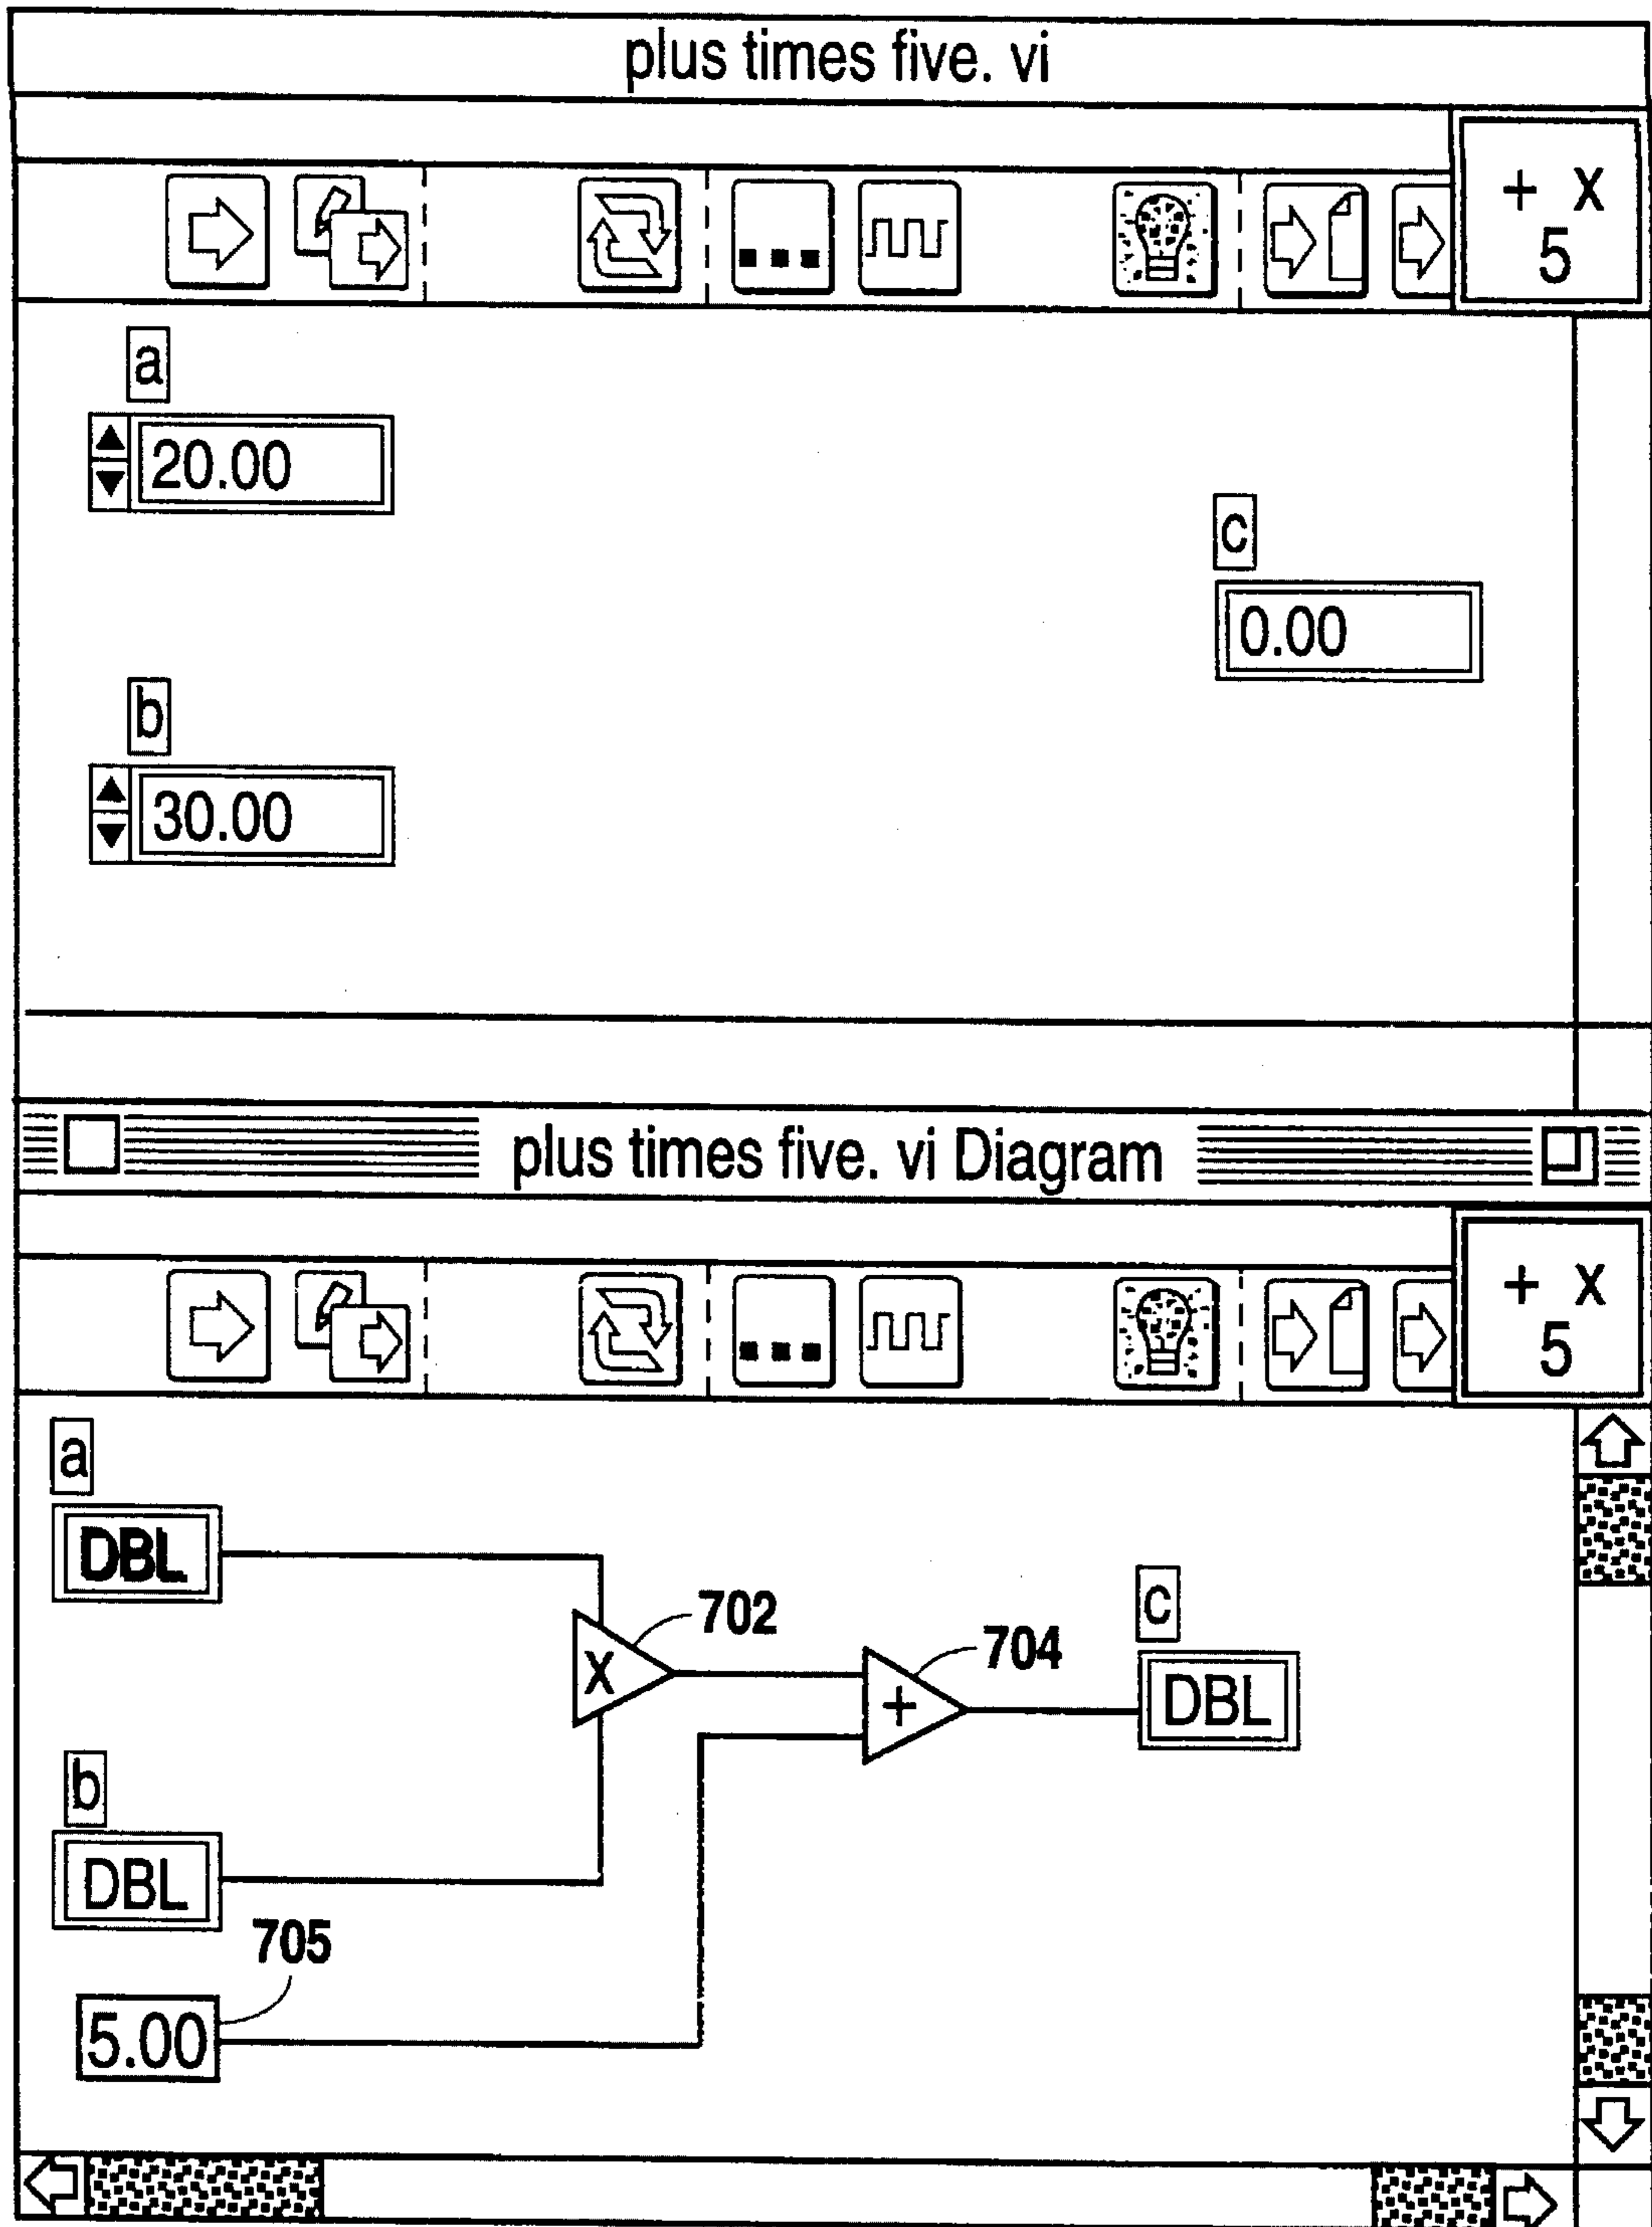 plus times five. vi
+ x
5
a
20.00
c
0.00
b
30.00
plus times five. vi Diagram
+ x
5
a
DBL
702
x
704
+
c
DBL
b
DBL
705
5.00